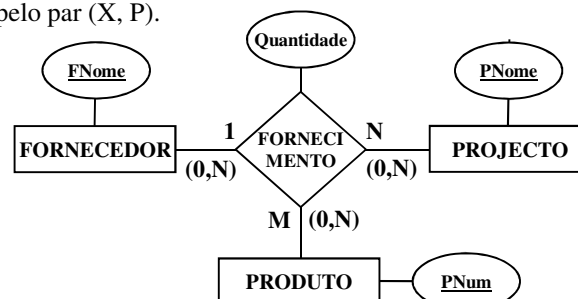 pelo par (X, P).
Quantidade
FNome
PNome
FORNECEDOR
1
(0,N)
FORNECI
MENTO
N
(0,N)
PROJECTO
M
(0,N)
PRODUTO
PNum